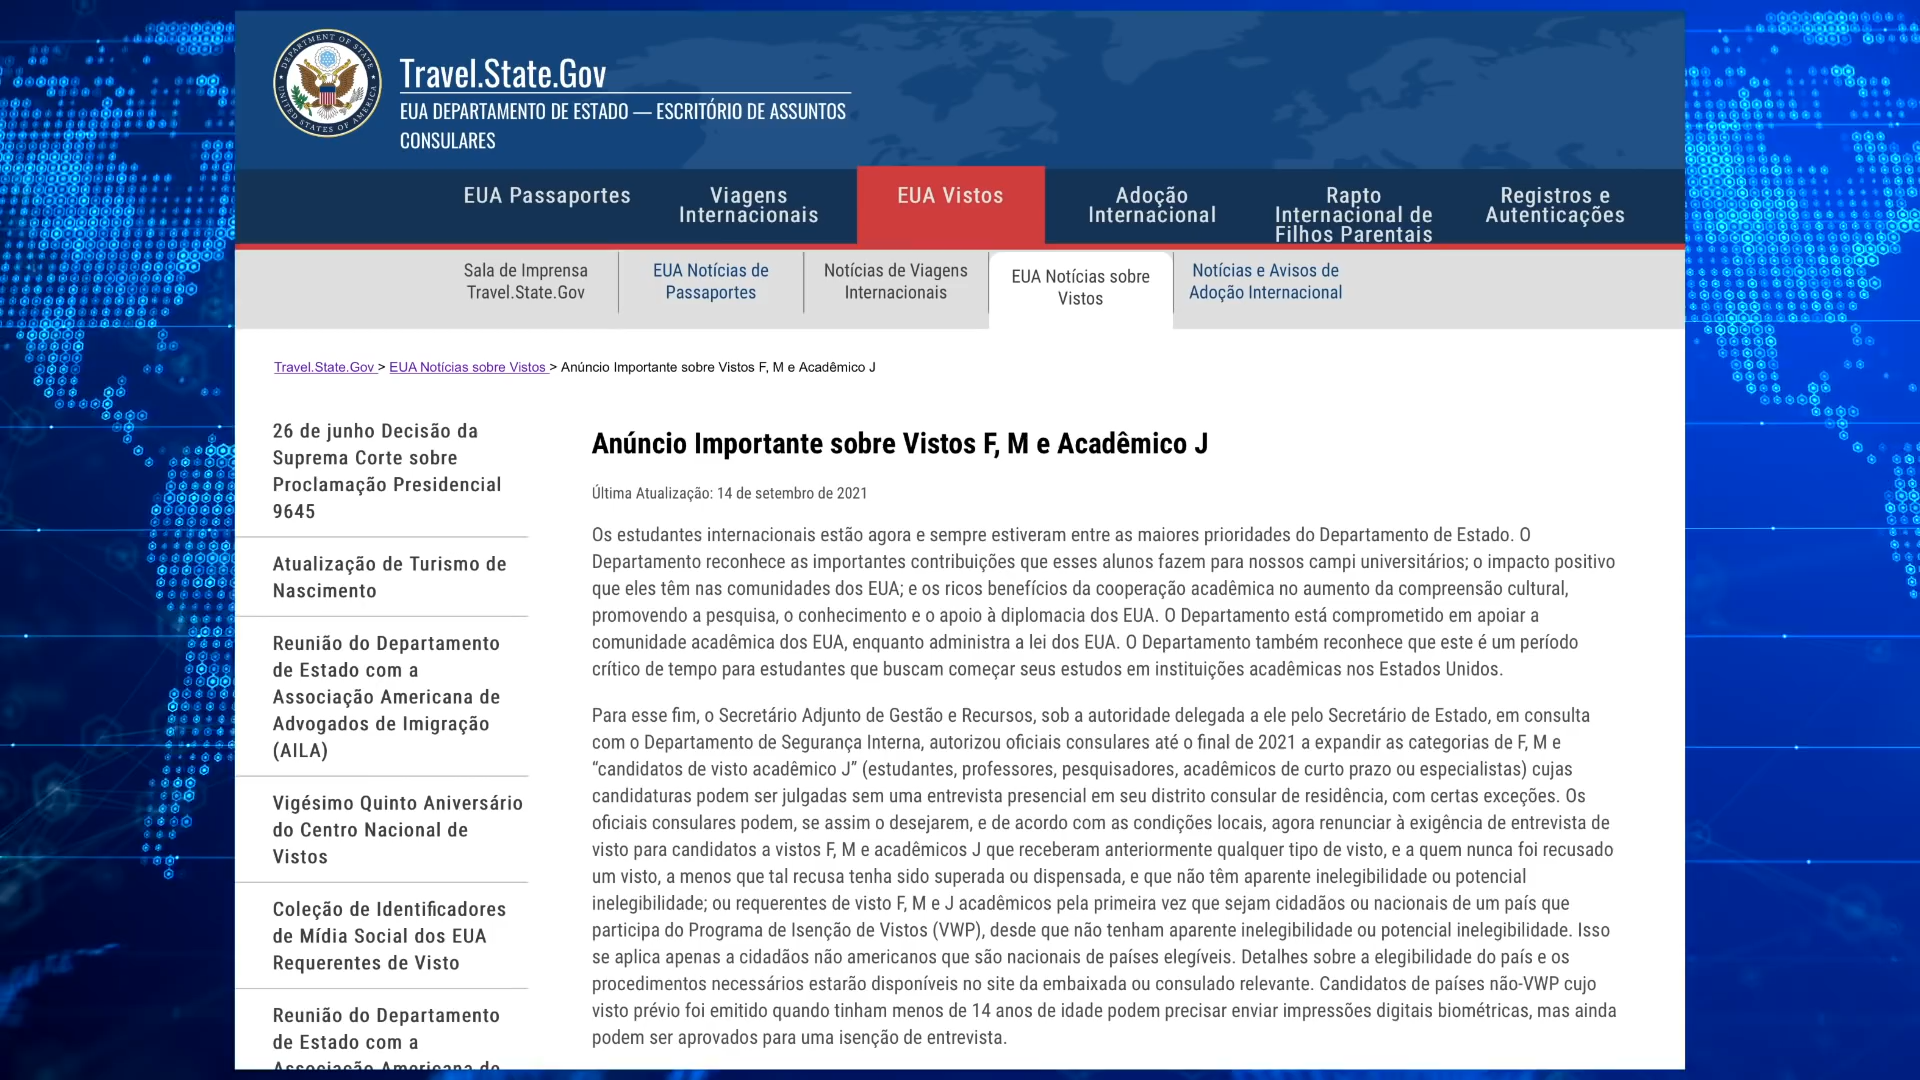 DEPARTMENT OF STATE
UNITED STATES OF AMERICA
Travel.State.Gov
EUA DEPARTAMENTO DE ESTADO — ESCRITÓRIO DE ASSUNTOS
CONSULARES
EUA Passaportes
Viagens
Internacionais
EUA Vistos
Adoção
Internacional
Rapto
Internacional de
Filhos Parentais
Registros e
Autenticações
Sala de Imprensa
Travel.State.Gov
EUA Notícias de
Passaportes
Notícias de Viagens
Internacionais
EUA Notícias sobre
Vistos
Notícias e Avisos de
Adoção Internacional
Travel.State.Gov > EUA Notícias sobre Vistos > Anúncio Importante sobre Vistos F, M e Acadêmico J
26 de junho Decisão da
Suprema Corte sobre
Proclamação Presidencial
9645
Atualização de Turismo de
Nascimento
Reunião do Departamento
de Estado com a
Associação Americana de
Advogados de Imigração
(AILA)
Vigésimo Quinto Aniversário
do Centro Nacional de
Vistos
Coleção de Identificadores
de Mídia Social dos EUA
Requerentes de Visto
Reunião do Departamento
de Estado com a
Associação Americana de
Anúncio Importante sobre Vistos F, M e Acadêmico J
Última Atualização: 14 de setembro de 2021
Os estudantes internacionais estão agora e sempre estiveram entre as maiores prioridades do Departamento de Estado. O
Departamento reconhece as importantes contribuições que esses alunos fazem para nossos campi universitários; o impacto positivo
que eles têm nas comunidades dos EUA; e os ricos benefícios da cooperação acadêmica no aumento da compreensão cultural,
promovendo a pesquisa, o conhecimento e o apoio à diplomacia dos EUA. O Departamento está comprometido em apoiar a
comunidade acadêmica dos EUA, enquanto administra a lei dos EUA. O Departamento também reconhece que este é um período
crítico de tempo para estudantes que buscam começar seus estudos em instituições acadêmicas nos Estados Unidos.
Para esse fim, o Secretário Adjunto de Gestão e Recursos, sob a autoridade delegada a ele pelo Secretário de Estado, em consulta
com o Departamento de Segurança Interna, autorizou oficiais consulares até o final de 2021 a expandir as categorias de F, M e
“candidatos de visto acadêmico J” (estudantes, professores, pesquisadores, acadêmicos de curto prazo ou especialistas) cujas
candidaturas podem ser julgadas sem uma entrevista presencial em seu distrito consular de residência, com certas exceções. Os
oficiais consulares podem, se assim o desejarem, e de acordo com as condições locais, agora renunciar à exigência de entrevista de
visto para candidatos a vistos F, M e acadêmicos J que receberam anteriormente qualquer tipo de visto, e a quem nunca foi recusado
um visto, a menos que tal recusa tenha sido superada ou dispensada, e que não têm aparente inelegibilidade ou potencial
inelegibilidade; ou requerentes de visto F, M e J acadêmicos pela primeira vez que sejam cidadãos ou nacionais de um país que
participa do Programa de Isenção de Vistos (VWP), desde que não tenham aparente inelegibilidade ou potencial inelegibilidade. Isso
se aplica apenas a cidadãos não americanos que são nacionais de países elegíveis. Detalhes sobre a elegibilidade do país e os
procedimentos necessários estarão disponíveis no site da embaixada ou consulado relevante. Candidatos de países não-VWP cujo
visto prévio foi emitido quando tinham menos de 14 anos de idade podem precisar enviar impressões digitais biométricas, mas ainda
podem ser aprovados para uma isenção de entrevista.